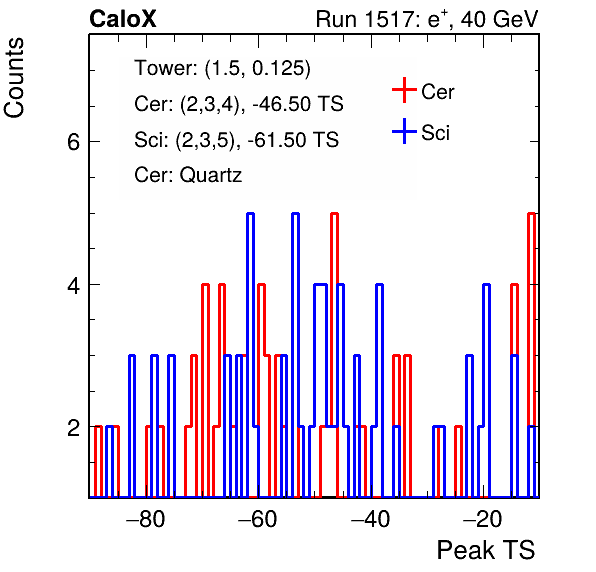 CaloX
Run 1517: e+, 40 GeV
Counts
Tower: (1.5, 0.125)
Cer: (2,3,4), -46.50 TS
Sci: (2,3,5), -61.50 TS
Cer: Quartz
Cer
Sci
6
4
2
−80
−60
−40
−20
Peak TS